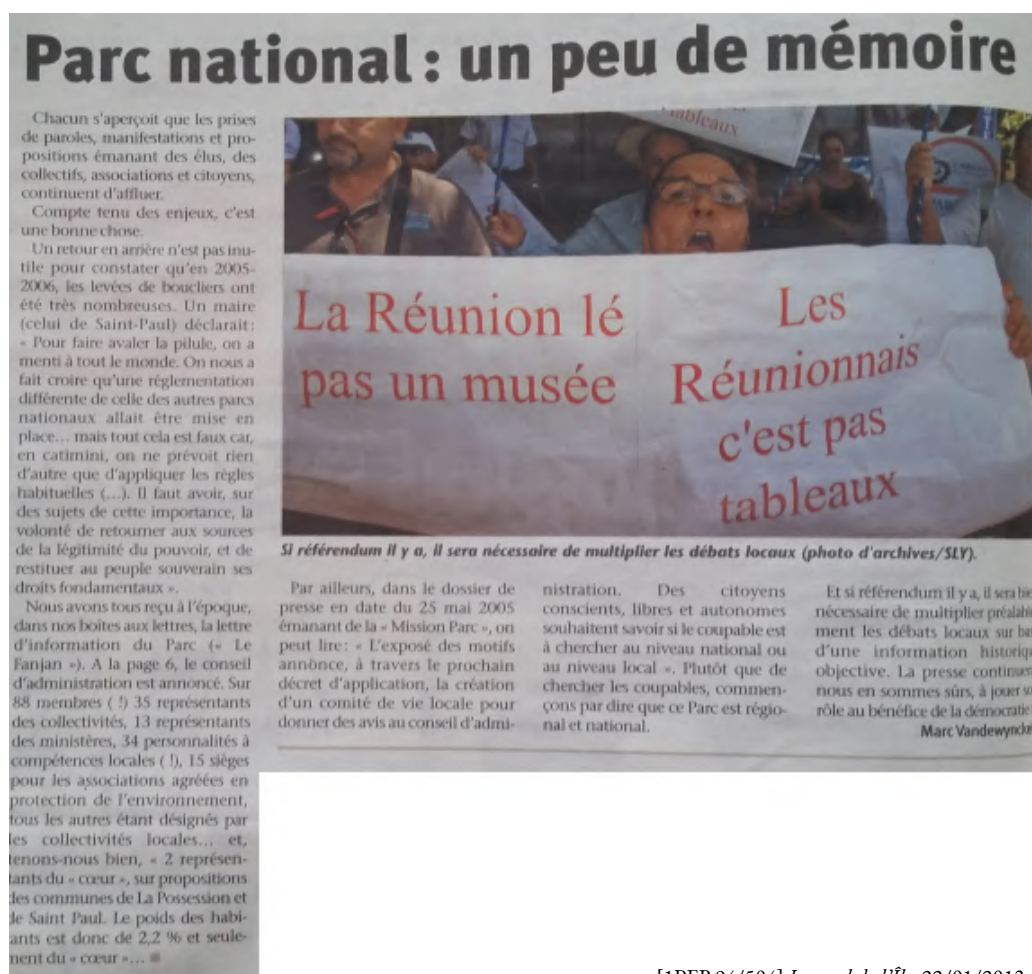 Parc national : un peu de mémoire
Chacun s'aperçoit que les prises
de paroles, manifestations et pro-
positions émanant des élus, des
collectifs, associations et citoyens,
continuent d'affluer.
Compte tenu des enjeux, c'est
une bonne chose.
Un retour en arrière n'est pas inu-
tile pour constater qu'en 2005-
2006, les levées de boucliers ont
été très nombreuses. Un maire
(celui de Saint-Paul) déclarait :
« Pour faire avaler la pilule, on a
menti à tout le monde. On nous a
fait croire qu'une réglementation
différente de celle des autres parcs
nationaux allait être mise en
place… mais tout cela est faux car,
en catimini, on ne prévoit rien
d'autre que d'appliquer les règles
habituelles (…). Il faut avoir, sur
des sujets de cette importance, la
volonté de retourner aux sources
de la légitimité du pouvoir, et de
restituer au peuple souverain ses
droits fondamentaux ».
Nous avons tous reçu à l'époque,
dans nos boîtes aux lettres, la lettre
d'information du Parc (« Le
Fanjan »). A la page 6, le conseil
d'administration est annoncé. Sur
88 membres ( !) 35 représentants
des collectivités, 13 représentants
des ministères, 34 personnalités à
compétences locales ( !), 15 sièges
pour les associations agréées en
protection de l'environnement,
tous les autres étant désignés par
les collectivités locales… et,
tenons-nous bien, « 2 représen-
tants du « cœur », sur propositions
des communes de La Possession et
de Saint Paul. Le poids des habi-
ants est donc de 2,2 % et seule-
ment du « cœur »…
tableaux
La Réunion lé
pas un musée
Les
Réunionnais
c'est pas
tableaux
Si référendum il y a, il sera nécessaire de multiplier les débats locaux (photo d'archives/SLY).
Par ailleurs, dans le dossier de
presse en date du 25 mai 2005
émanant de la « Mission Parc », on
peut lire : « L'exposé des motifs
annonce, à travers le prochain
décret d'application, la création
d'un comité de vie locale pour
donner des avis au conseil d'admi-
nistration. Des citoyens
conscients, libres et autonomes
souhaitent savoir si le coupable est
à chercher au niveau national ou
au niveau local ». Plutôt que de
chercher les coupables, commen-
çons par dire que ce Parc est régio-
nal et national.
Et si référendum il y a, il sera bie
nécessaire de multiplier préalable
ment les débats locaux sur bas
d'une information historiqu
objective. La presse continuera
nous en sommes sûrs, à jouer so
rôle au bénéfice de la démocratie
Marc Vandewyncke